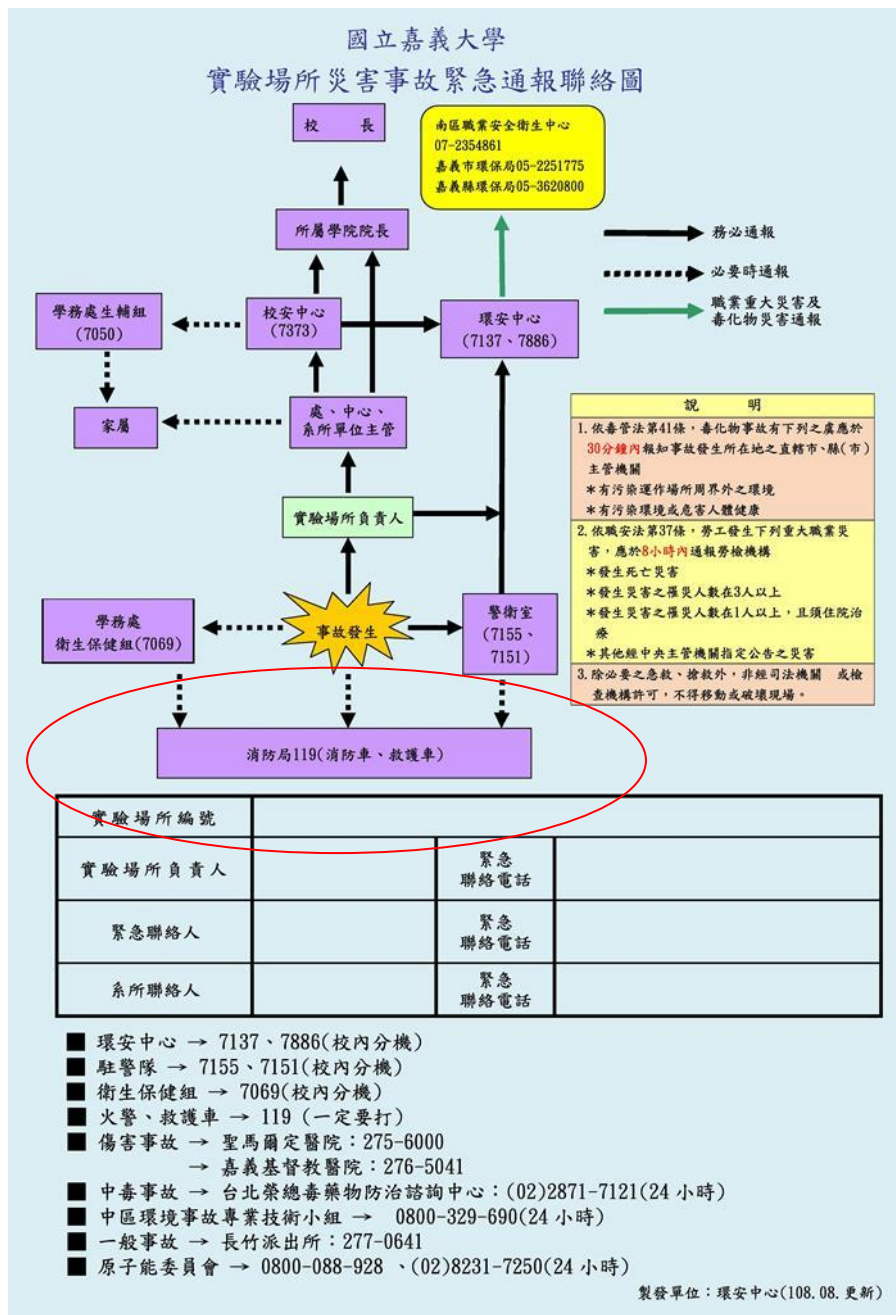 國立嘉義大學
實驗場所災害事故緊急通報聯絡圖
校　　長
南區職業安全衛生中心
07-2354861
嘉義市環保局05-2251775
嘉義縣環保局05-3620800
所屬學院院長
務必通報
必要時通報
職業重大災害及
毒化物災害通報
學務處生輔組
(7050)
校安中心
(7373)
環安中心
(7137、7886)
家屬
處、中心、
系所單位主管
實驗場所負責人
說　　明
1.依毒管法第41條，毒化物事故有下列之虞應於
30分鐘內報知事故發生所在地之直轄市、縣(市)
主管機關
＊有污染運作場所周界外之環境
＊有污染環境或危害人體健康
2.依職安法第37條，勞工發生下列重大職業災
害，應於8小時內通報勞檢機構
＊發生死亡災害
＊發生災害之罹災人數在3人以上
＊發生災害之罹災人數在1人以上，且須住院治
療
＊其他經中央主管機關指定公告之災害
3.除必要之急救、搶救外，非經司法機關　或檢
查機構許可，不得移動或破壞現場。
學務處
衛生保健組(7069)
事故發生
警衛室
(7155、
7151)
消防局119(消防車、救護車)
實驗場所編號
實驗場所負責人
緊急
聯絡電話
緊急聯絡人
緊急
聯絡電話
系所聯絡人
緊急
聯絡電話
■ 環安中心 → 7137、7886(校內分機)
■ 駐警隊 → 7155、7151(校內分機)
■ 衛生保健組 → 7069(校內分機)
■ 火警、救護車 → 119 (一定要打)
■ 傷害事故 → 聖馬爾定醫院：275-6000
→ 嘉義基督教醫院：276-5041
■ 中毒事故 → 台北榮總毒藥物防治諮詢中心：(02)2871-7121(24 小時)
■ 中區環境事故專業技術小組 → 0800-329-690(24 小時)
■ 一般事故 → 長竹派出所：277-0641
■ 原子能委員會 → 0800-088-928 、(02)8231-7250(24 小時)
製發單位：環安中心(108.08.更新)